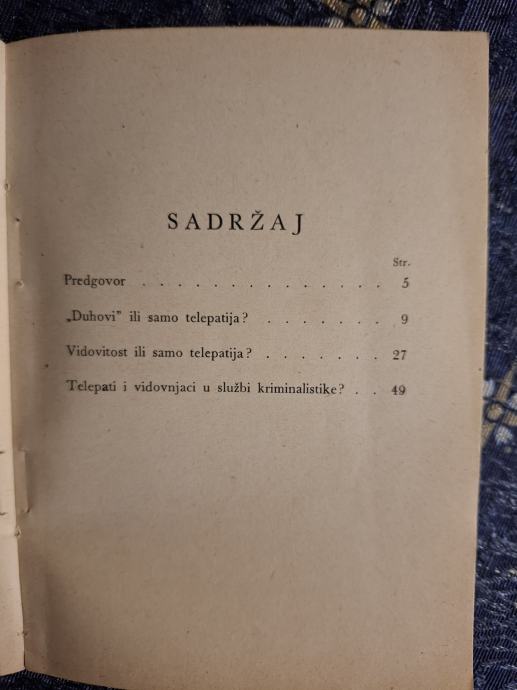 SADRŽAJ
Str.
Predgovor . . . . . . . . . . . . . . 5
„Duhovi” ili samo telepatija? . . . . . . . 9
Vidovitost ili samo telepatija? . . . . . . . 27
Telepati i vidovnjaci u službi kriminalistike? . . 49